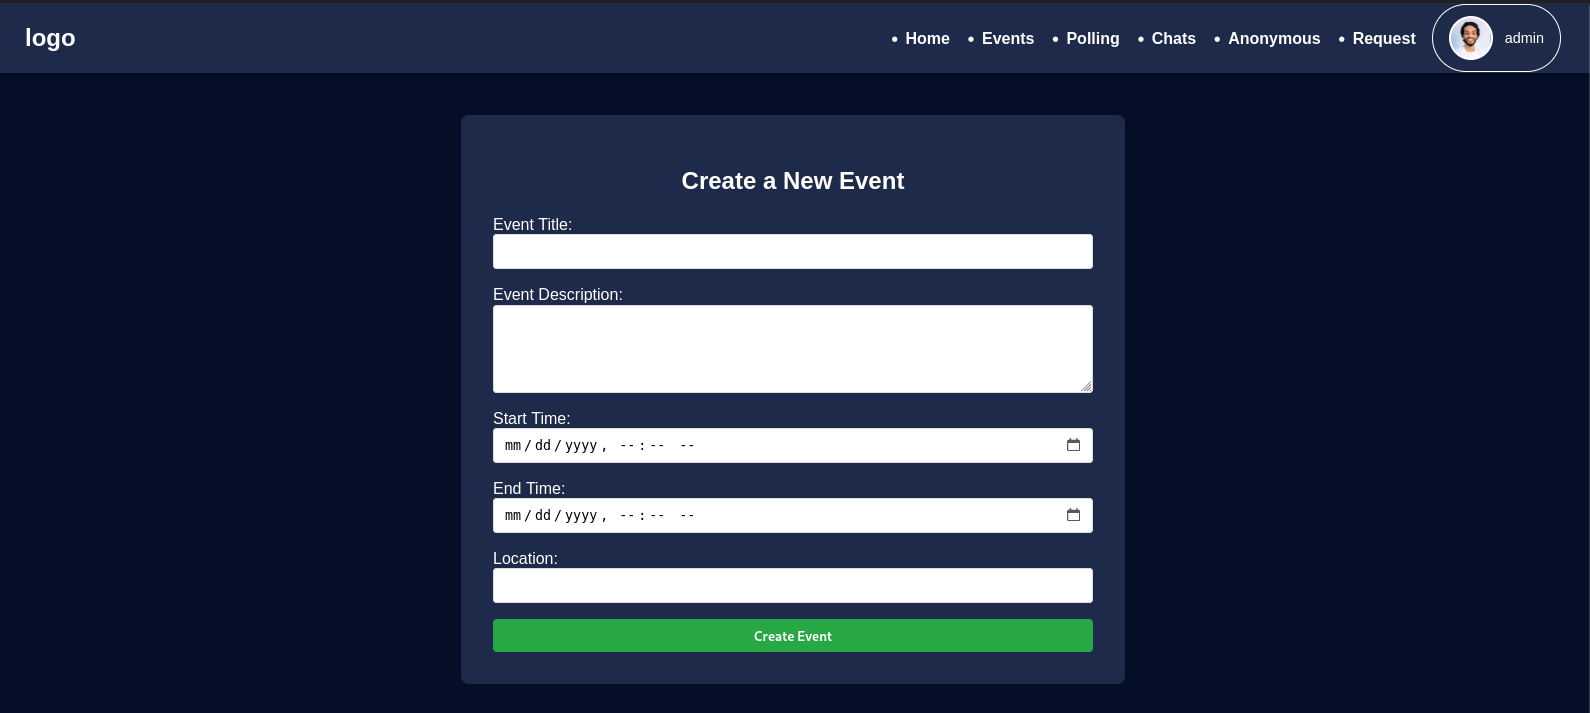 logo
• Home • Events • Polling • Chats • Anonymous • Request admin
Create a New Event
Event Title:
Event Description:
Start Time:
mm/dd/yyyy, --:-- --
End Time:
mm/dd/yyyy, --:-- --
Location:
Create Event